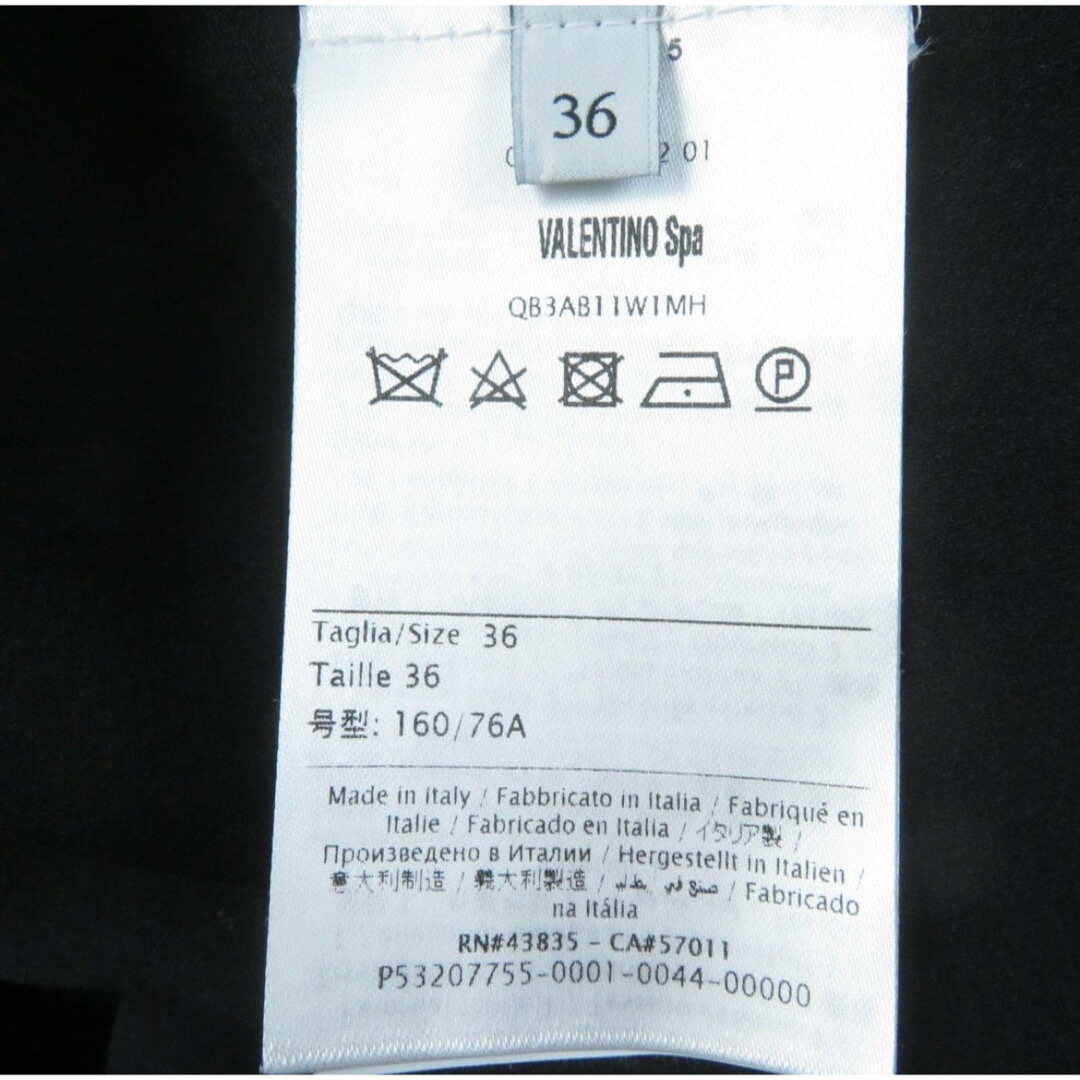 5
36
2 01
VALENTINO Spa
QB3AB11W1MH
P
Taglia/Size 36
Taille 36
号型: 160/76A
Made in Italy / Fabbricato in Italia / Fabriqué en
Italie / Fabricado en Italia / イタリア製 /
Произведено в Италии / Hergestellt in Italien /
意大利制造 / 義大利製造 / صنع في / Fabricado
na Itália
RN#43835 - CA#57011
P53207755-0001-0044-00000